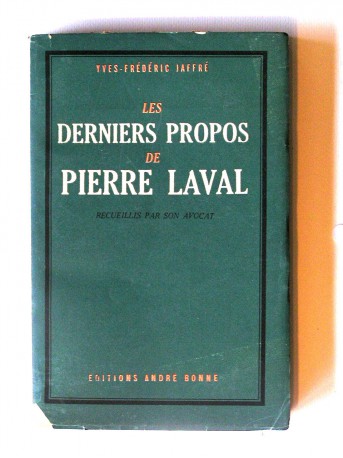 YVES-FRÉDÉRIC JAFFRÉ
LES
DERNIERS PROPOS
DE
PIERRE LAVAL
RECUEILLIS PAR SON AVOCAT
EDITIONS ANDRÉ BONNE